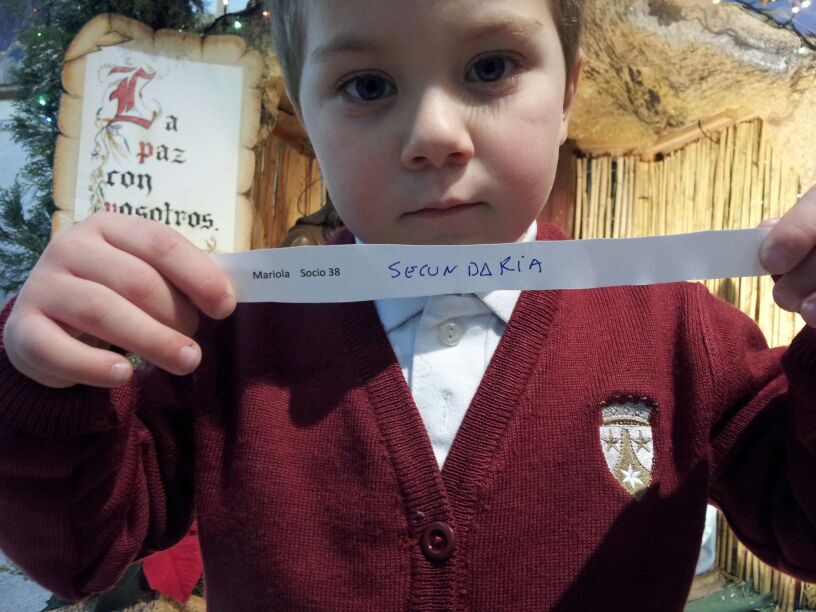 La
paz
con
vosotros.
Mariola Socio 38 SECUNDARIA